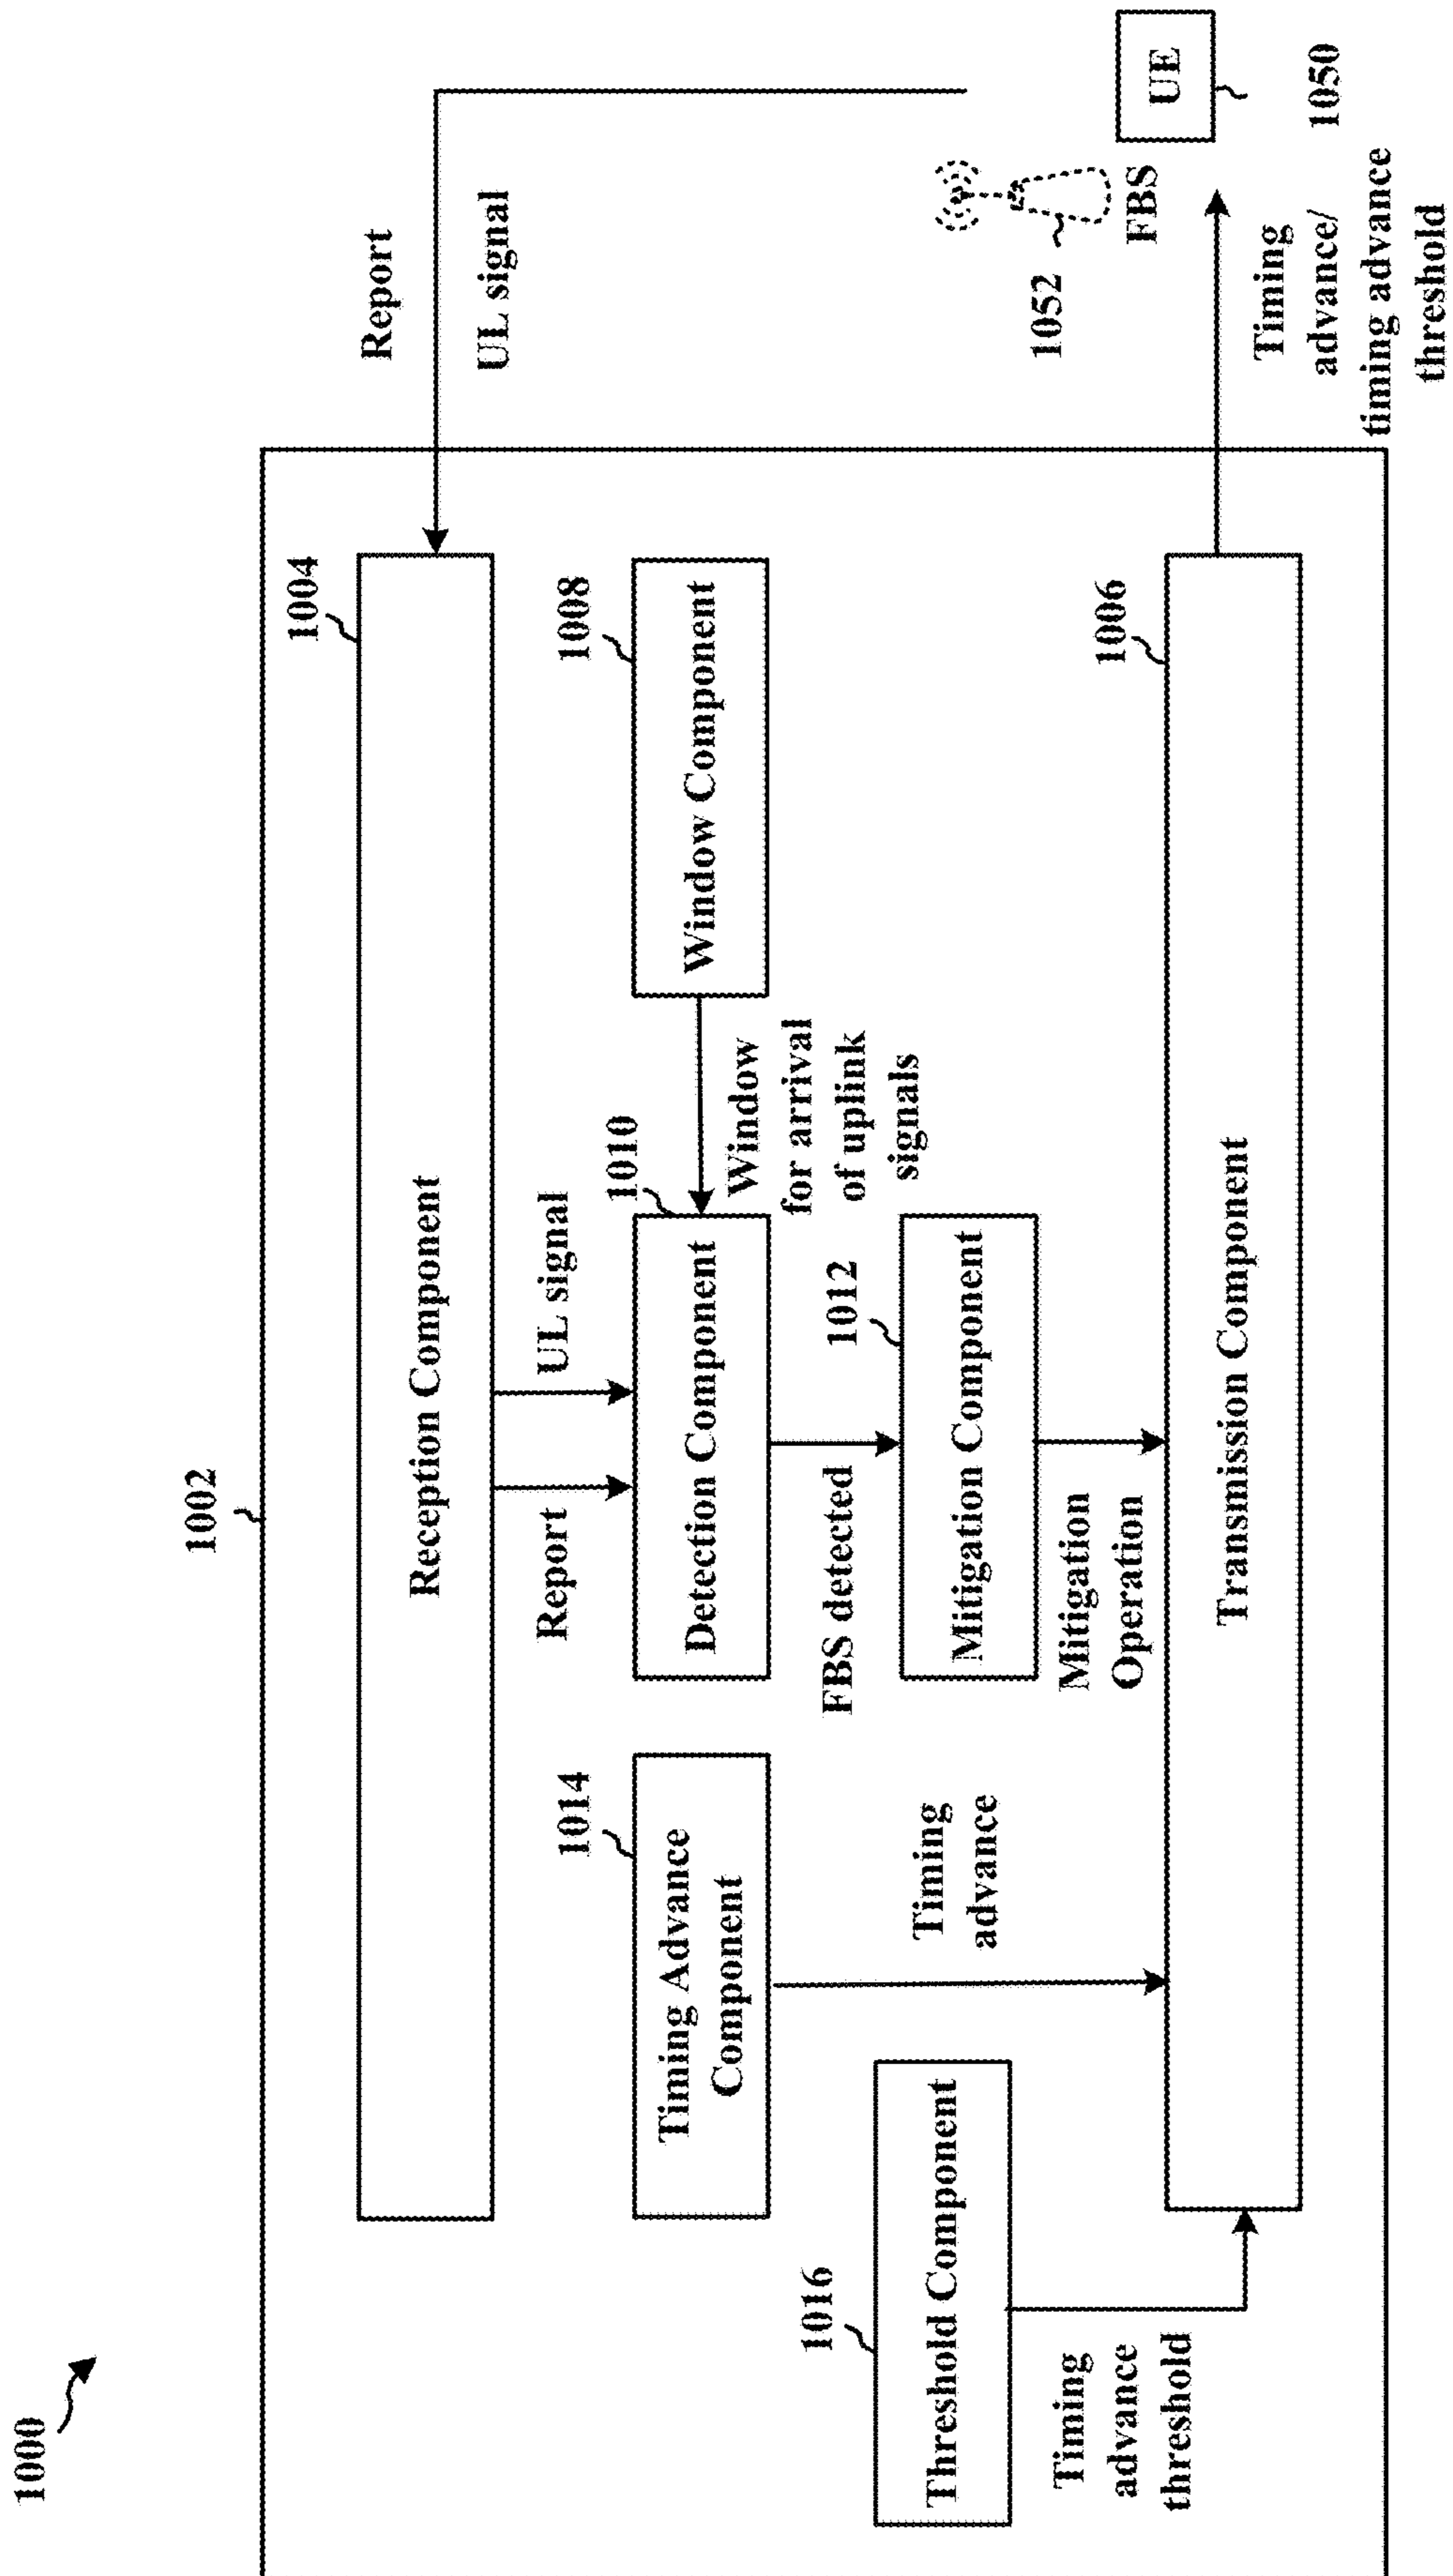 1000
1002
1004
Reception Component
Report
UL signal
Report
UL signal
1014
Timing Advance
Component
1010
Detection Component
1008
Window Component
Window
for arrival
of uplink
signals
1016
Threshold Component
Timing
advance
threshold
Timing
advance
FBS detected
1012
Mitigation Component
Mitigation
Operation
1006
Transmission Component
1052
FBS
UE
1050
Timing
advance/
timing advance
threshold